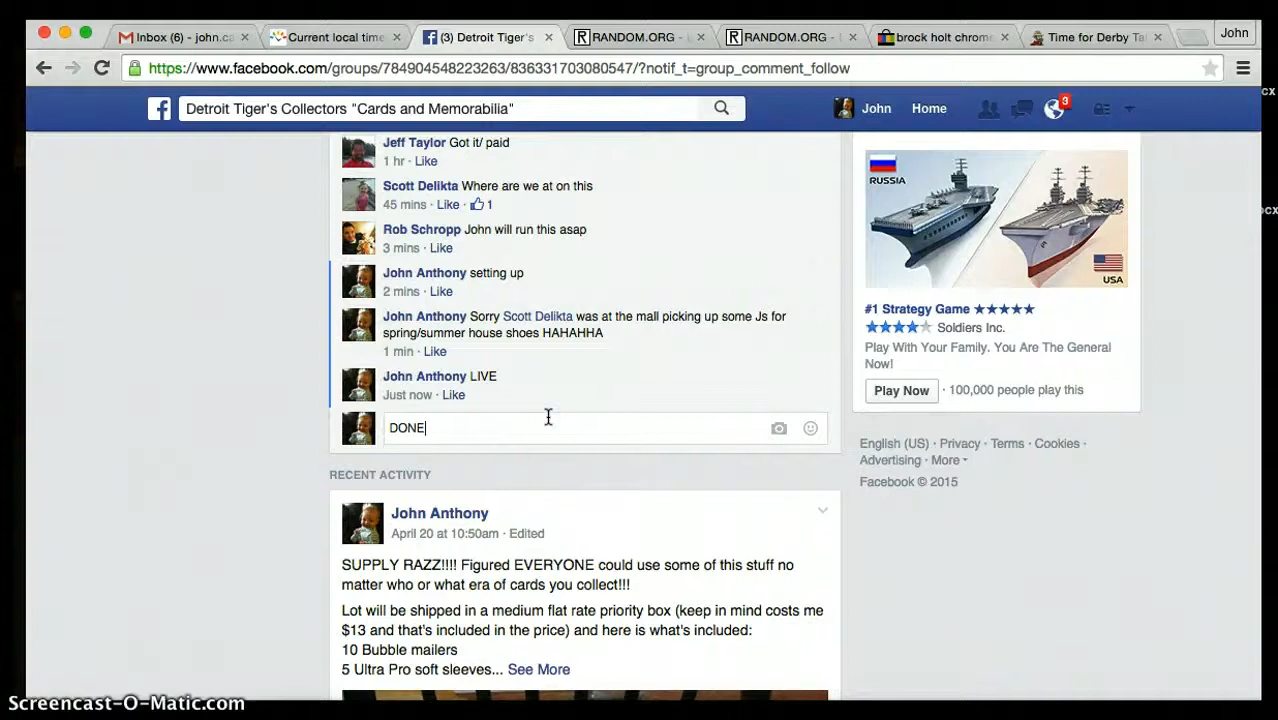 Inbox (6) - john.ca
Current local time
(3) Detroit Tiger's
RANDOM.ORG -
RANDOM.ORG -
brock holt chrome
Time for Derby Ta
John
https://www.facebook.com/groups/784904548223263/836331703080547/?notif_t=group_comment_follow
cx
Detroit Tiger's Collectors "Cards and Memorabilia"
John
Home
3
Jeff Taylor Got it/ paid
1 hr · Like
Scott Delikta Where are we at on this
45 mins · Like · 1
Rob Schropp John will run this asap
3 mins · Like
John Anthony setting up
2 mins · Like
John Anthony Sorry Scott Delikta was at the mall picking up some Js for
spring/summer house shoes HAHAHHA
1 min · Like
John Anthony LIVE
Just now · Like
DONE
RUSSIA
USA
#1 Strategy Game ★★★★★
Soldiers Inc.
Play With Your Family. You Are The General
Now!
Play Now · 100,000 people play this
English (US) · Privacy · Terms · Cookies ·
Advertising · More
Facebook © 2015
ocx
RECENT ACTIVITY
John Anthony
April 20 at 10:50am · Edited
SUPPLY RAZZ!!!! Figured EVERYONE could use some of this stuff no
matter who or what era of cards you collect!!!
Lot will be shipped in a medium flat rate priority box (keep in mind costs me
$13 and that's included in the price) and here is what's included:
10 Bubble mailers
5 Ultra Pro soft sleeves... See More
Screencast-O-Matic.com